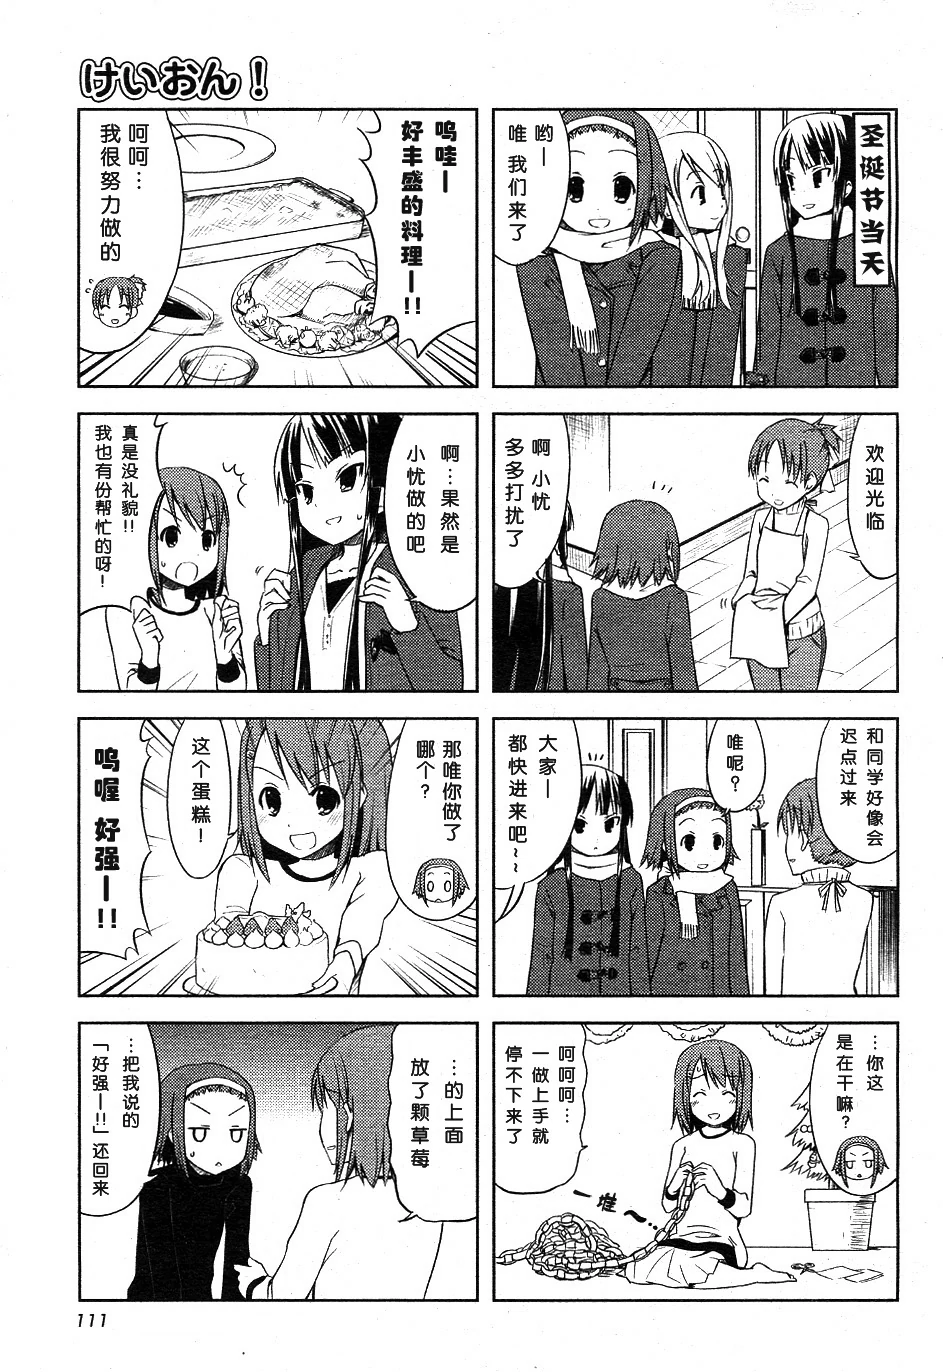 けいおん！
圣诞节当天
哟ー
唯 我们来了
欢迎光临
啊 小忧
多多打扰了
和同学好像会
迟点过来
唯呢？
大家ー
都快进来吧～
…你这
是在干嘛？
呵呵呵…
一做上手就
停不下来了
一堆～…
呜哇ー
好丰盛的料理ー!!
呵呵…
我很努力做的
啊…果然是
小忧做的吧
真是没礼貌!!
我也有份帮忙的呀！
那唯你做了
哪个？
这个蛋糕！
呜喔 好强ー!!
…的上面
放了颗草莓
…把我说的
「好强ー!!」还回来
111